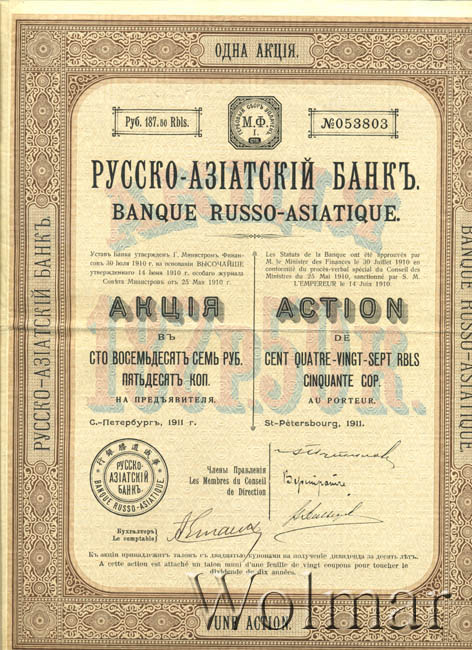 ОДНА АКЦІЯ.
Руб. 187.50 Rbls.
М.Ф.
I.
№053803
РУССКО-АЗІАТСКІЙ БАНКЪ.
BANQUE RUSSO-ASIATIQUE.
Уставъ Банка утвержденъ Г. Министромъ Финансовъ 30 Іюля 1910 г. на основаніи ВЫСОЧАЙШЕ
утвержденнаго 14 Іюня 1910 г. особаго журнала
Совѣта Министровъ отъ 25 Мая 1910 г.
Les Statuts de la Banque ont été approuvés par
M. le Ministre des Finances le 30 Juillet 1910 en
conformité du procès-verbal spécial du Conseil des
Ministres du 25 Mai 1910, sanctionné par S. M.
L'EMPEREUR le 14 Juin 1910.
АКЦІЯ
ВЪ
СТО ВОСЕМЬДЕСЯТЪ СЕМЬ РУБ.
ПЯТЬДЕСЯТЪ КОП.
НА ПРЕДЪЯВИТЕЛЯ.
С.-Петербургъ, 1911 г.
ACTION
DE
CENT QUATRE-VINGT-SEPT RBLS
CINQUANTE COP.
AU PORTEUR.
St-Pétersbourg, 1911.
187 Р. 50 К.
РУССКО-АЗІАТСКІЙ БАНКЪ.
РУССКО-АЗІАТСКІЙ БАНКЪ.
РУССКО-
АЗІАТСКІЙ
БАНКЪ.
BANQUE RUSSO-ASIATIQUE
Члены Правленія
Les Membres du Conseil
de Direction
Бухгалтеръ
Le comptable
Къ акціи принадлежитъ талонъ съ двадцатью купонами на полученіе дивиденда за десять лѣтъ.
A cette action est attaché un talon muni d'une feuille de vingt coupons pour toucher le
dividende de dix années.
UNE ACTION.
Wolmar